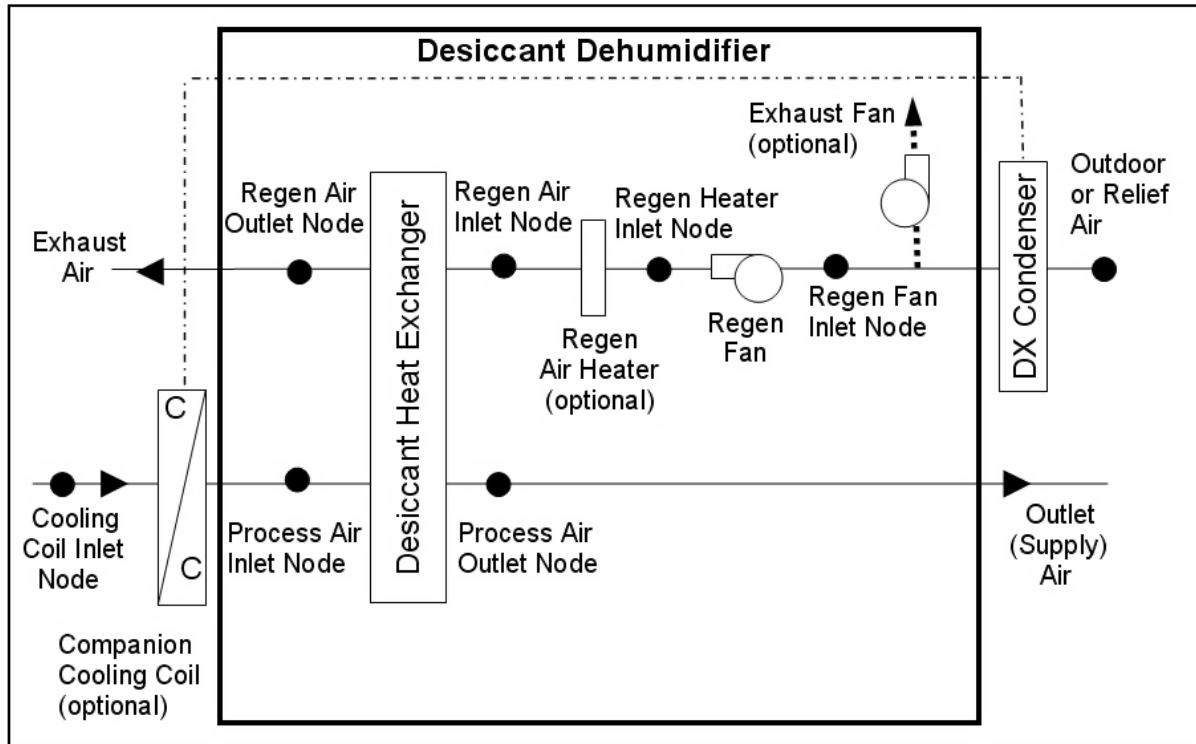 Desiccant Dehumidifier
Exhaust Fan
(optional)
Outdoor
or Relief
Air
DX Condenser
Regen Air
Outlet Node
Regen Air
Inlet Node
Regen Heater
Inlet Node
Exhaust
Air
Desiccant Heat Exchanger
Regen
Air Heater
(optional)
Regen
Fan
Regen Fan
Inlet Node
C
C
Cooling
Coil Inlet
Node
Process Air
Inlet Node
Process Air
Outlet Node
Outlet
(Supply)
Air
Companion
Cooling Coil
(optional)